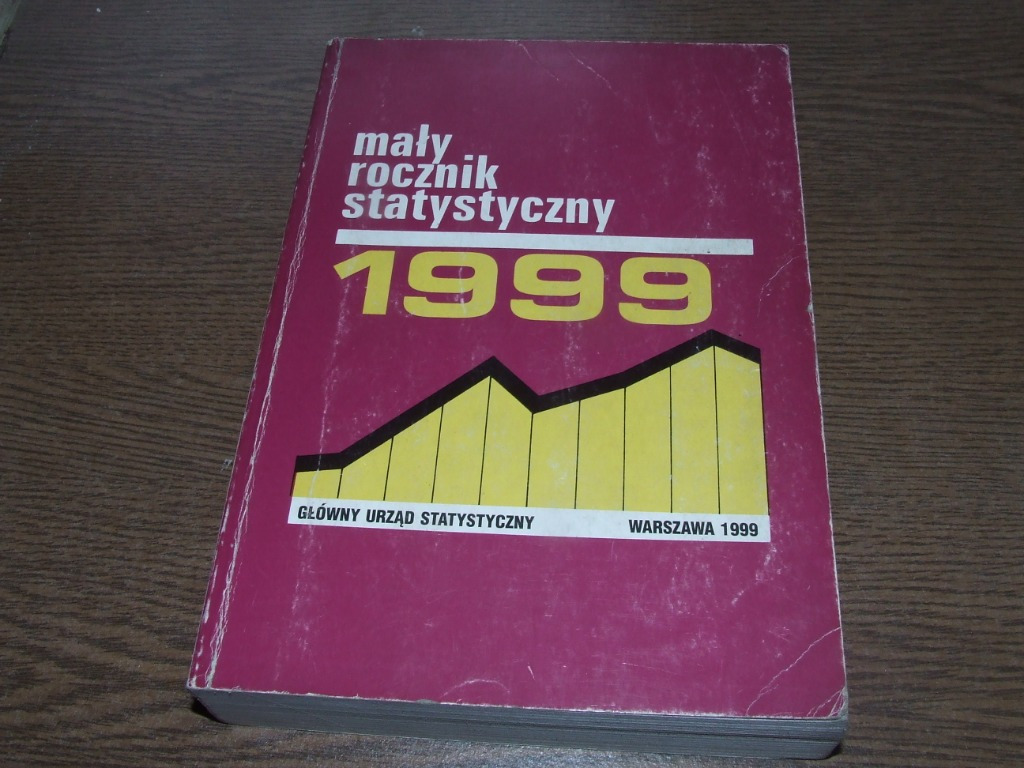 mały
rocznik
statystyczny
1999
GŁÓWNY URZĄD STATYSTYCZNY WARSZAWA 1999